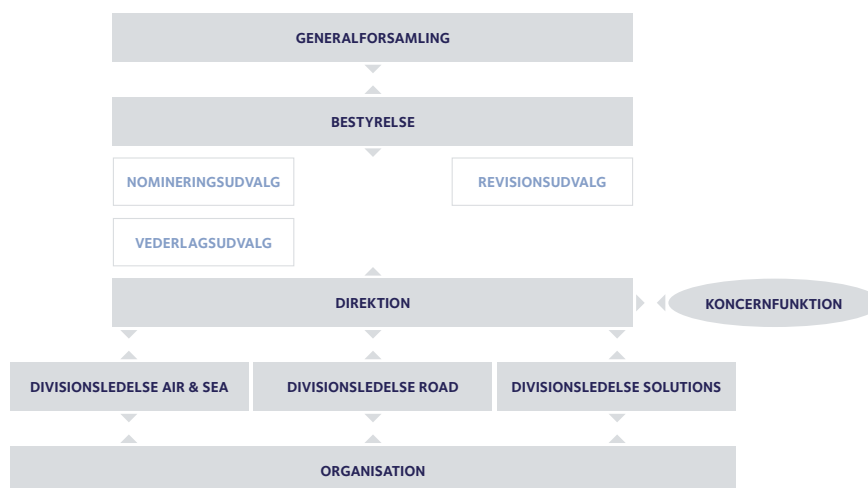 GENERALFORSAMLING
BESTYRELSE
NOMINERINGSUDVALG
REVISIONSUDVALG
VEDERLAGSUDVALG
DIREKTION
KONCERNFUNKTION
DIVISIONSLEDELSE AIR & SEA
DIVISIONSLEDELSE ROAD
DIVISIONSLEDELSE SOLUTIONS
ORGANISATION